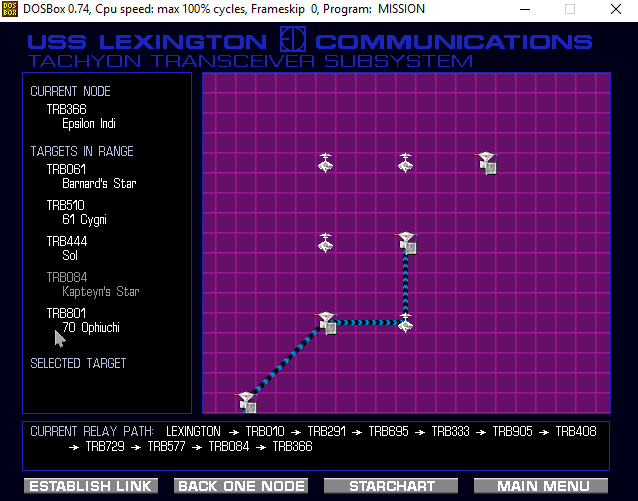 DOS
BOX
DOSBox 0.74, Cpu speed: max 100% cycles, Frameskip 0, Program: MISSION
USS LEXINGTON COMMUNICATIONS
TACHYON TRANSCEIVER SUBSYSTEM
CURRENT NODE
TRB366
Epsilon Indi
TARGETS IN RANGE
TRB061
Barnard's Star
TRB510
61 Cygni
TRB444
Sol
TRB084
Kapteyn's Star
TRB801
70 Ophiuchi
SELECTED TARGET
CURRENT RELAY PATH: LEXINGTON → TRB010 → TRB291 → TRB695 → TRB333 → TRB905 → TRB408
→ TRB729 → TRB577 → TRB084 → TRB366
ESTABLISH LINK BACK ONE NODE STARCHART MAIN MENU